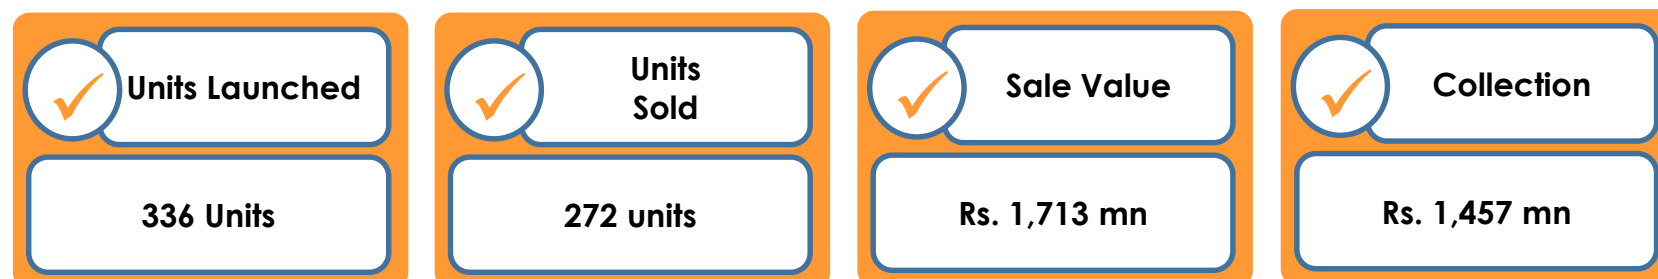 Units Launched
Units
Sold
Sale Value
Collection
336 Units
272 units
Rs. 1,713 mn
Rs. 1,457 mn